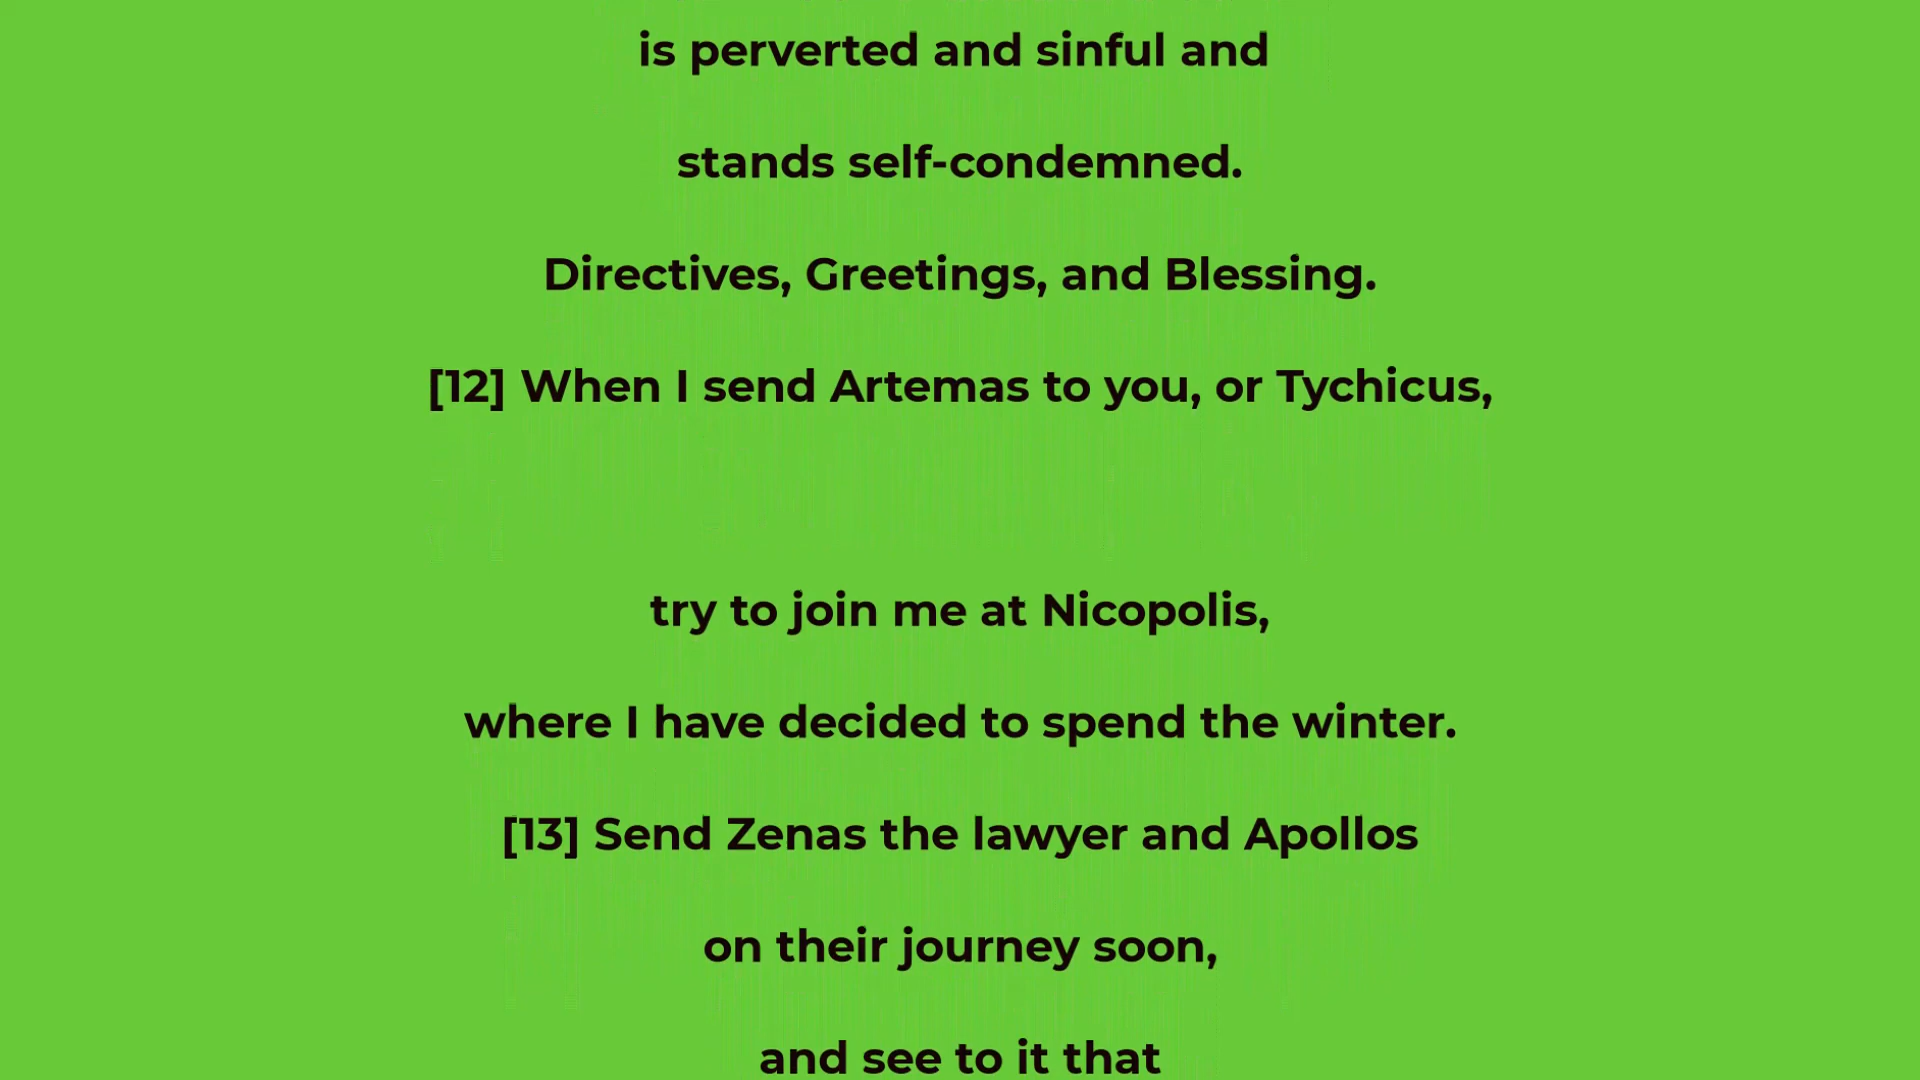 is perverted and sinful and
stands self-condemned.
Directives, Greetings, and Blessing.
[12] When I send Artemas to you, or Tychicus,
try to join me at Nicopolis,
where I have decided to spend the winter.
[13] Send Zenas the lawyer and Apollos
on their journey soon,
and see to it that